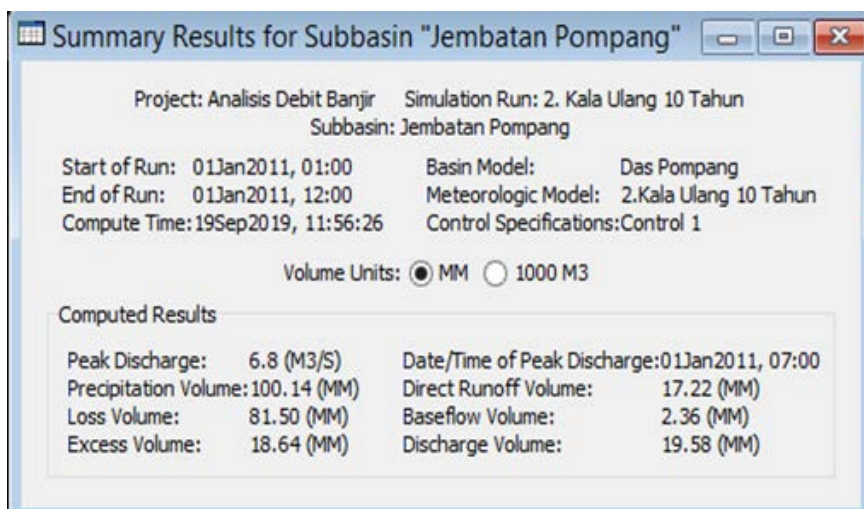 Summary Results for Subbasin "Jembatan Pompang"
Project: Analisis Debit Banjir Simulation Run: 2. Kala Ulang 10 Tahun
Subbasin: Jembatan Pompang
Start of Run: 01Jan2011, 01:00 Basin Model: Das Pompang
End of Run: 01Jan2011, 12:00 Meteorologic Model: 2.Kala Ulang 10 Tahun
Compute Time:19Sep2019, 11:56:26 Control Specifications:Control 1
Volume Units: MM 1000 M3
Computed Results
Peak Discharge: 6.8 (M3/S) Date/Time of Peak Discharge:01Jan2011, 07:00
Precipitation Volume:100.14 (MM) Direct Runoff Volume: 17.22 (MM)
Loss Volume: 81.50 (MM) Baseflow Volume: 2.36 (MM)
Excess Volume: 18.64 (MM) Discharge Volume: 19.58 (MM)